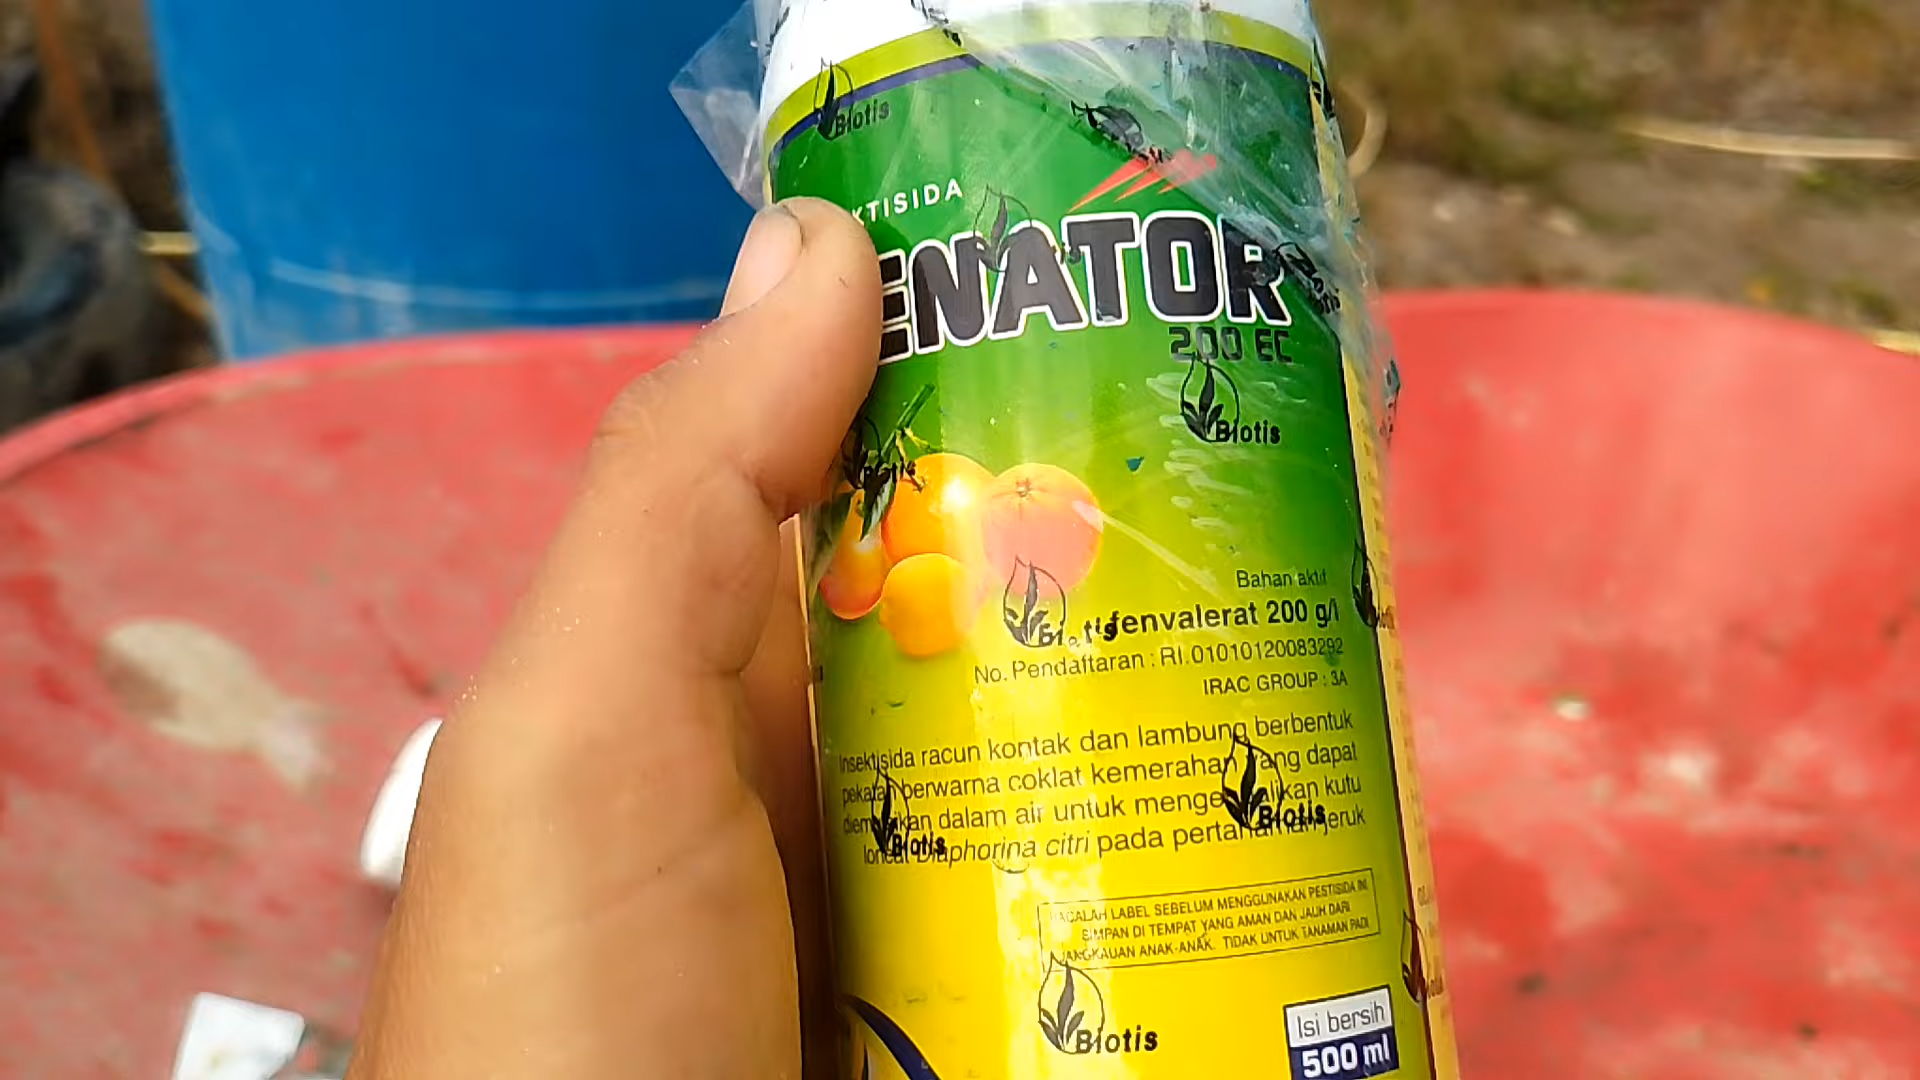 Biotis
KTISIDA
ENATOR
200 EC
Biotis
Biotis
Bahan aktif
Biotis
fenvalerat 200 g/l
No. Pendaftaran : RI.01010120083292
IRAC GROUP : 3A
Insektisida racun kontak dan lambung berbentuk
pekatan berwarna coklat kemerahan yang dapat
dalam air untuk kutu
loncat Diaphorina citri pada pertanaman jeruk
Biotis
Biotis
BACALAH LABEL SEBELUM MENGGUNAKAN PESTISIDA INI
SIMPAN DI TEMPAT YANG AMAN DAN JAUH DARI
JANGKAUAN ANAK-ANAK. TIDAK UNTUK TANAMAN PADI
Biotis
Isi bersih
500 ml